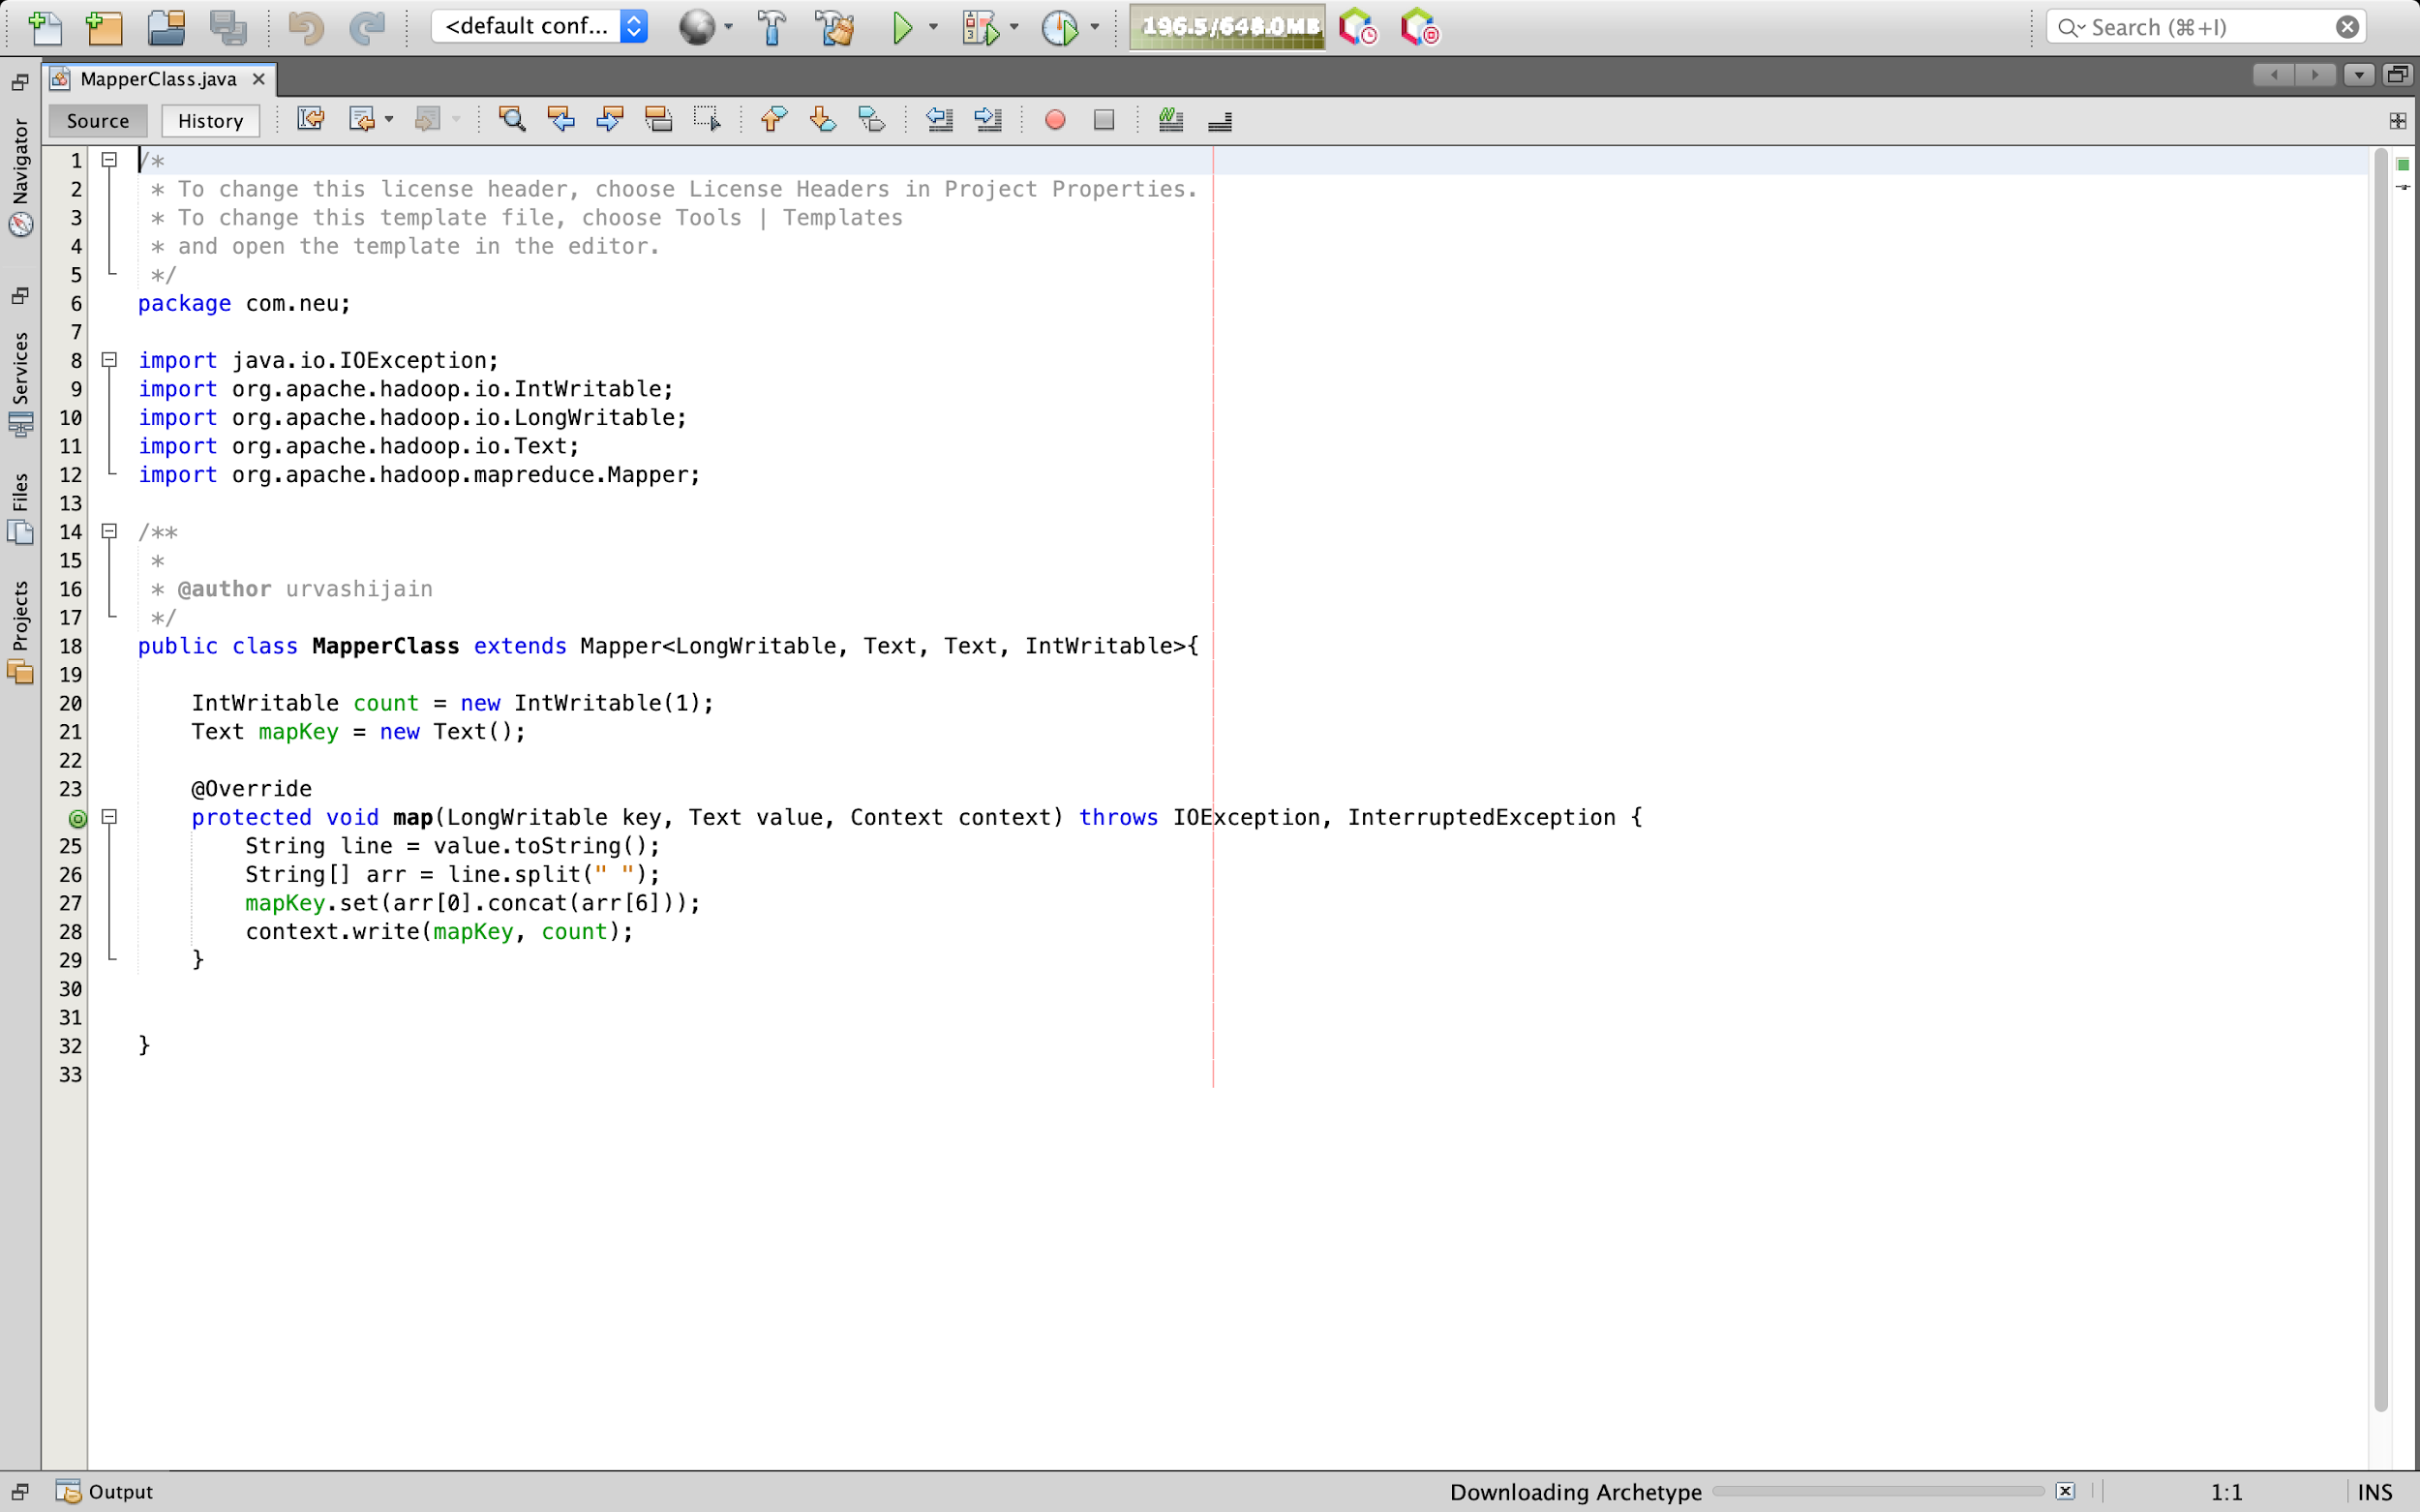 <default conf...
196.5/648.0MB
Search (⌘+I)
MapperClass.java
Source History
Navigator
Services
Files
Projects
1 /*
2 * To change this license header, choose License Headers in Project Properties.
3 * To change this template file, choose Tools | Templates
4 * and open the template in the editor.
5 */
6 package com.neu;
7
8 import java.io.IOException;
9 import org.apache.hadoop.io.IntWritable;
10 import org.apache.hadoop.io.LongWritable;
11 import org.apache.hadoop.io.Text;
12 import org.apache.hadoop.mapreduce.Mapper;
13
14 /**
15 *
16 * @author urvashijain
17 */
18 public class MapperClass extends Mapper<LongWritable, Text, Text, IntWritable>{
19
20 IntWritable count = new IntWritable(1);
21 Text mapKey = new Text();
22
23 @Override
protected void map(LongWritable key, Text value, Context context) throws IOException, InterruptedException {
25 String line = value.toString();
26 String[] arr = line.split(" ");
27 mapKey.set(arr[0].concat(arr[6]));
28 context.write(mapKey, count);
29 }
30
31
32 }
33
Output
Downloading Archetype
1:1
INS